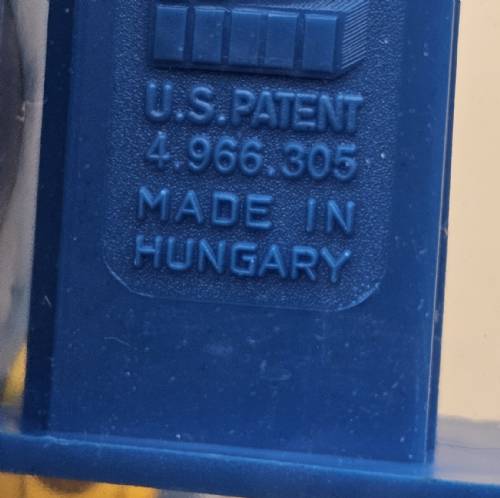 U.S.PATENT
4.966.305
MADE IN
HUNGARY